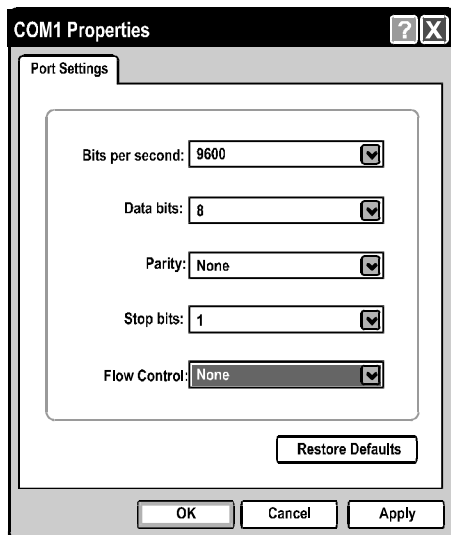 COM1 Properties
? X
Port Settings
Bits per second: 9600
Data bits: 8
Parity: None
Stop bits: 1
Flow Control: None
Restore Defaults
OK Cancel Apply